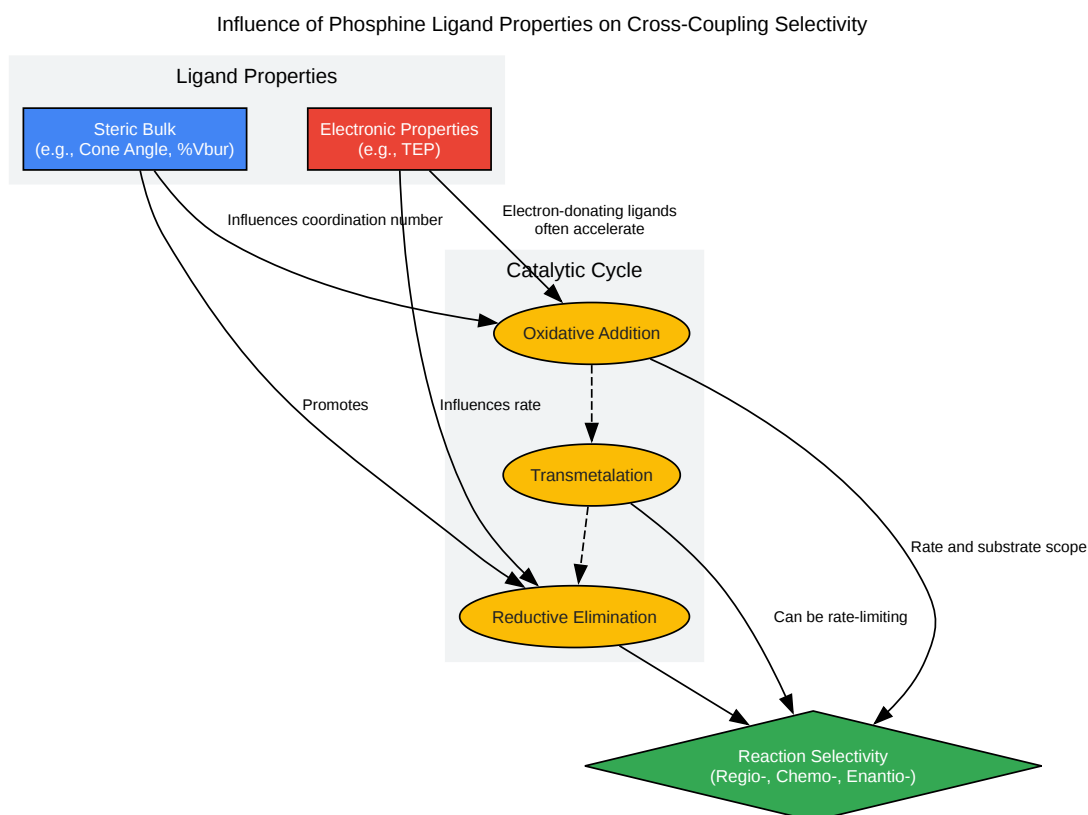 Influence of Phosphine Ligand Properties on Cross-Coupling Selectivity
Ligand Properties
Steric Bulk
(e.g., Cone Angle, %Vbur)
Electronic Properties
(e.g., TEP)
Influences coordination number
Electron-donating ligands
often accelerate
Catalytic Cycle
Oxidative Addition
Promotes
Influences rate
Transmetalation
Rate and substrate scope
Reductive Elimination
Can be rate-limiting
Reaction Selectivity
(Regio-, Chemo-, Enantio-)